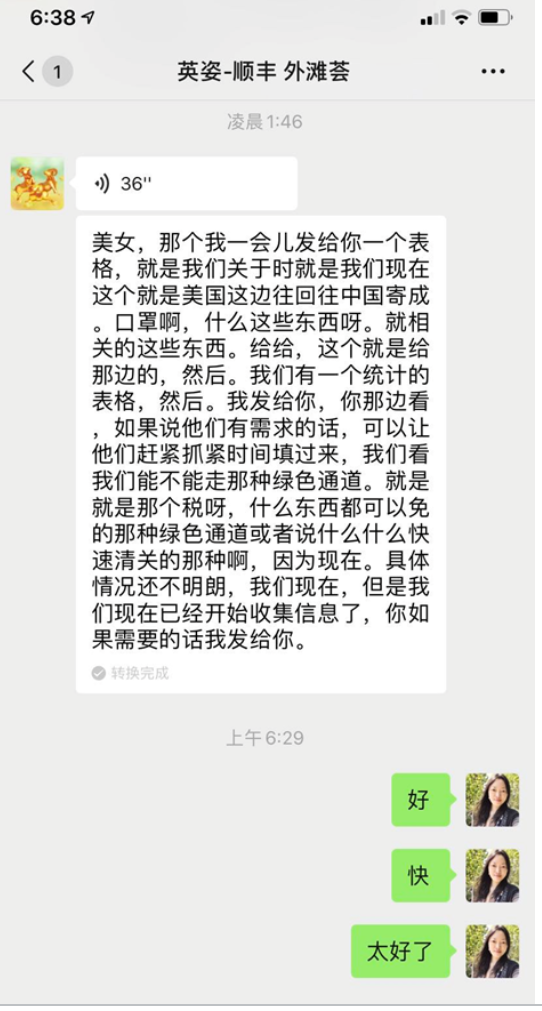 6:38
1
英姿-顺丰 外滩荟
凌晨1:46
36''
美女，那个我一会儿发给你一个表
格，就是我们关于时就是我们现在
这个就是美国这边往回往中国寄成
。口罩啊，什么这些东西呀。就相
关的这些东西。给给，这个就是给
那边的，然后。我们有一个统计的
表格，然后。我发给你，你那边看
，如果说他们有需求的话，可以让
他们赶紧抓紧时间填过来，我们看
我们能不能走那种绿色通道。就是
就是那个税呀，什么东西都可以免
的那种绿色通道或者说什么什么快
速清关的那种啊，因为现在。具体
情况还不明朗，我们现在，但是我
们现在已经开始收集信息了，你如
果需要的话我发给你。
转换完成
上午6:29
好
快
太好了